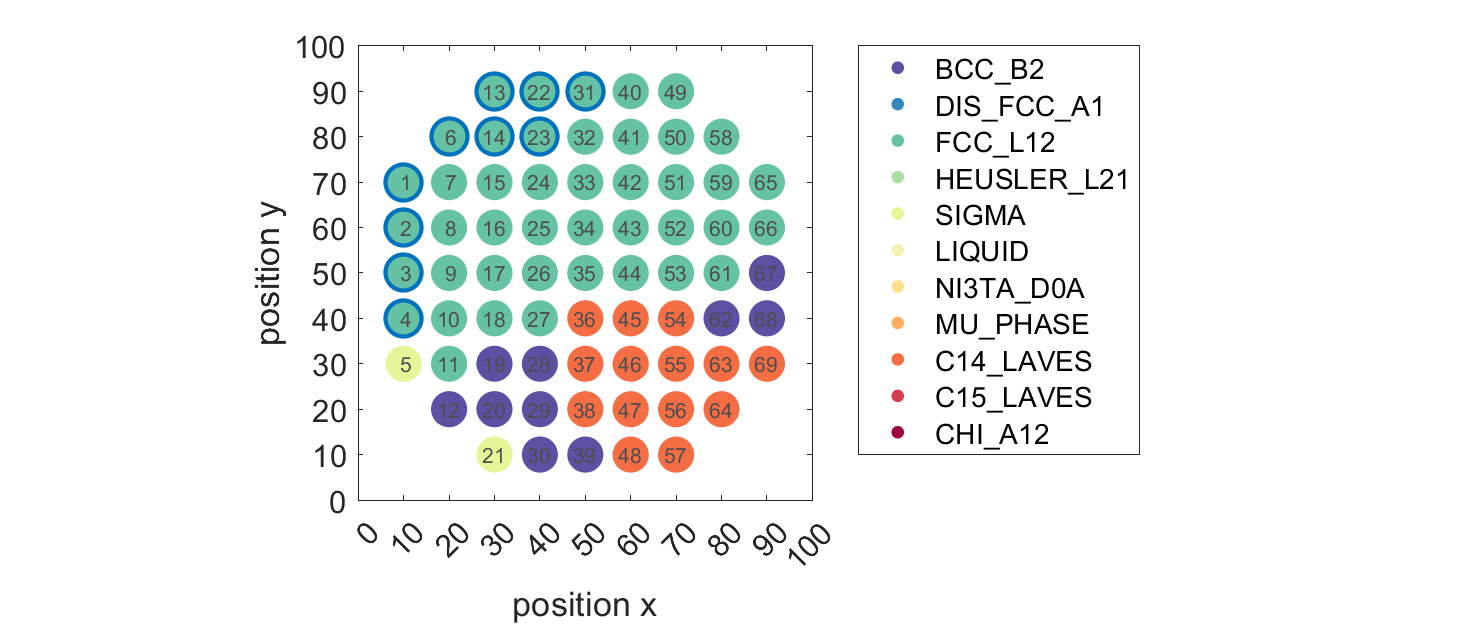 100
90
80
70
60
50
40
30
20
10
0
position y
13 22 31 40 49
6 14 23 32 41 50 58
1 7 15 24 33 42 51 59 65
2 8 16 25 34 43 52 60 66
3 9 17 26 35 44 53 61 67
4 10 18 27 36 45 54 62 68
5 11 19 28 37 46 55 63 69
12 20 29 38 47 56 64
21 30 39 48 57
0 10 20 30 40 50 60 70 80 90 100
position x
BCC_B2
DIS_FCC_A1
FCC_L12
HEUSLER_L21
SIGMA
LIQUID
NI3TA_D0A
MU_PHASE
C14_LAVES
C15_LAVES
CHI_A12